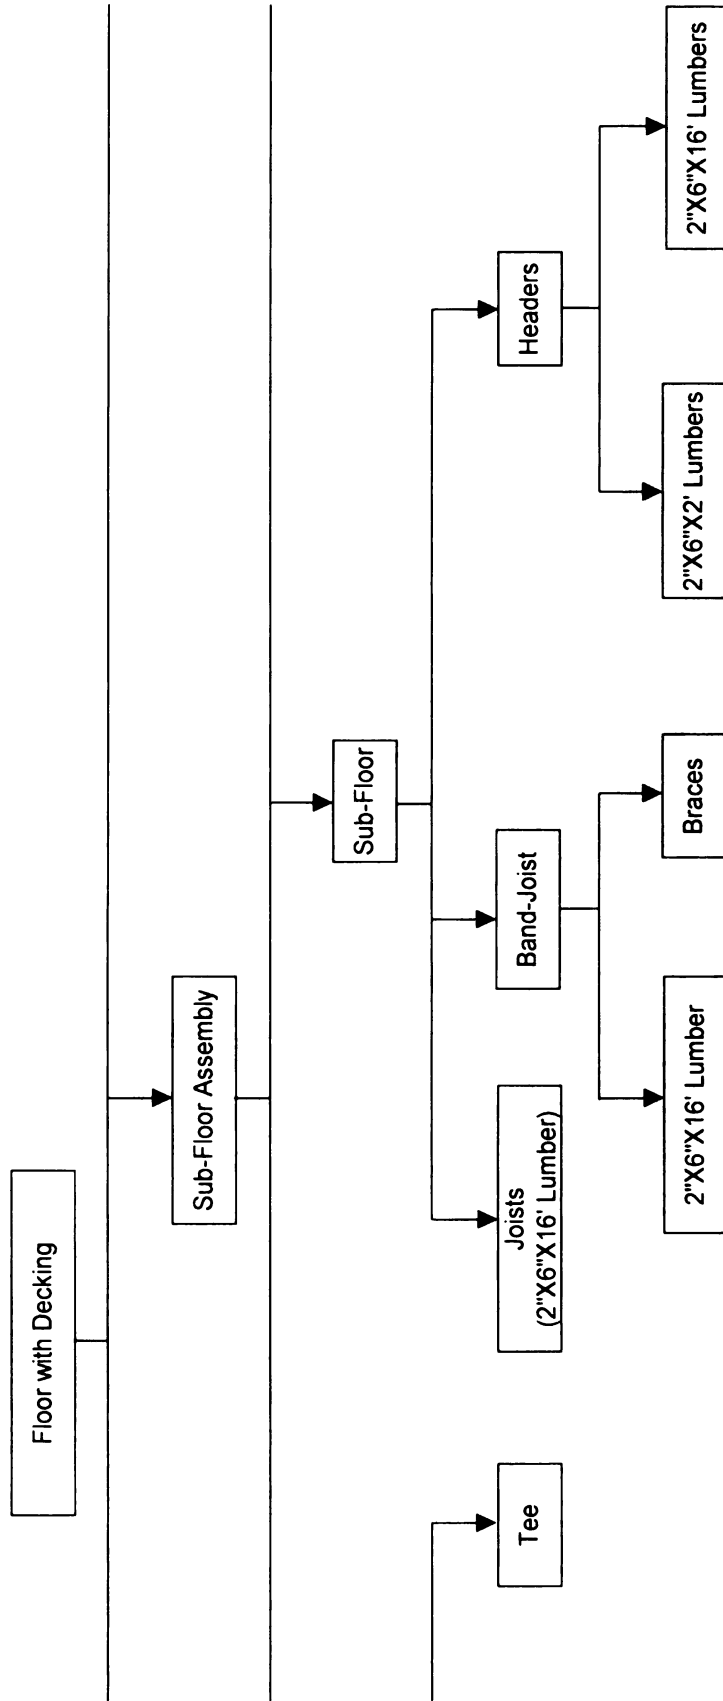 Floor with Decking
Sub-Floor Assembly
Sub-Floor
Tee
Joists
(2"X6"X16' Lumber)
Band-Joist
Headers
2"X6"X16' Lumber
Braces
2"X6"X2' Lumbers
2"X6"X16' Lumbers